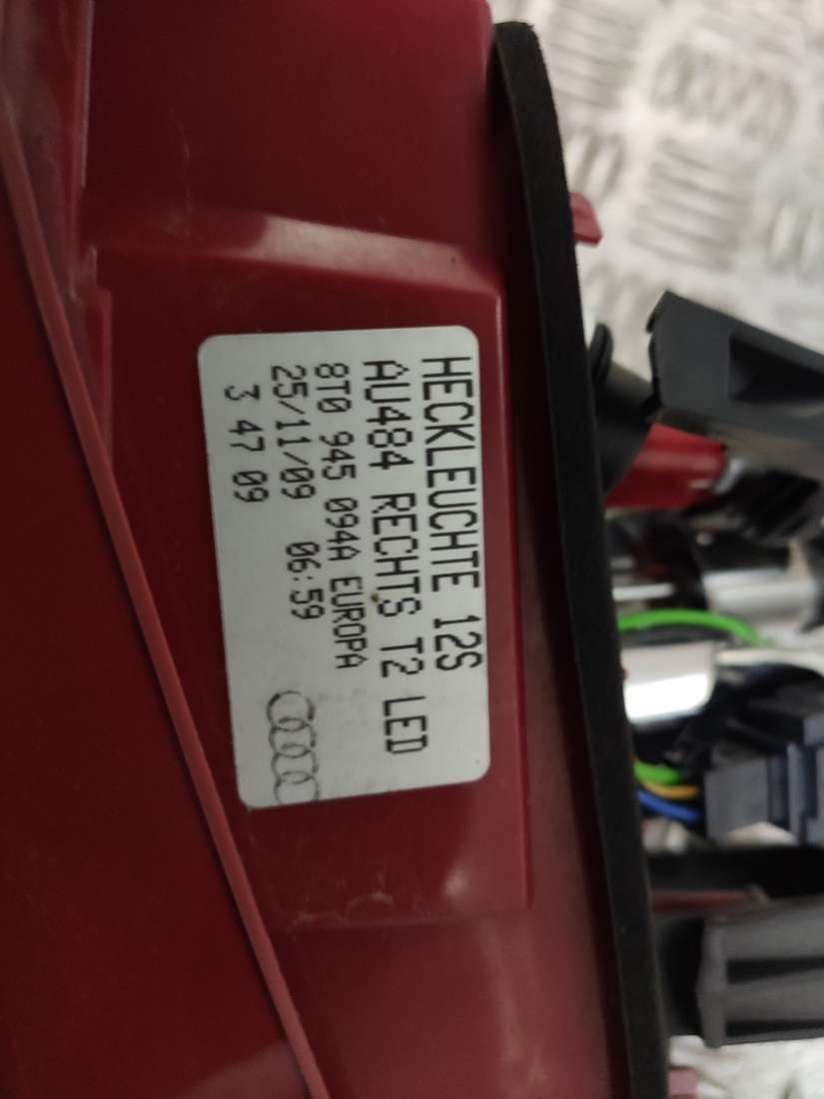 HECKLEUCHTE 12S
AU484 RECHTS T2 LED
8T0 945 094A EUROPA
25/11/09 06:59
3 47 09